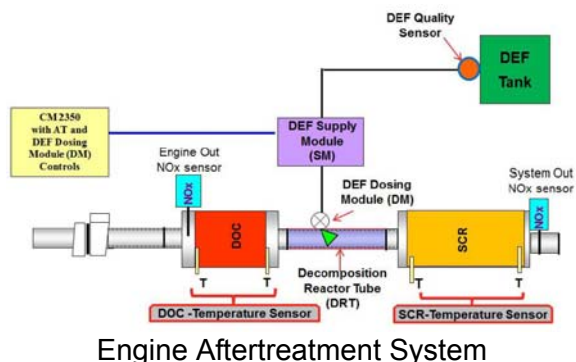 DEF Quality
Sensor
DEF
Tank
CM2350
with AT and
DEF Dosing
Module (DM)
Controls
DEF Supply
Module
(SM)
Engine Out
NOx sensor
System Out
NOx sensor
NOx
DEF Dosing
Module (DM)
NOx
DOC
SCR
Decomposition
Reactor Tube
(DRT)
T
T
T
T
DOC -Temperature Sensor
SCR-Temperature Sensor
Engine Aftertreatment System